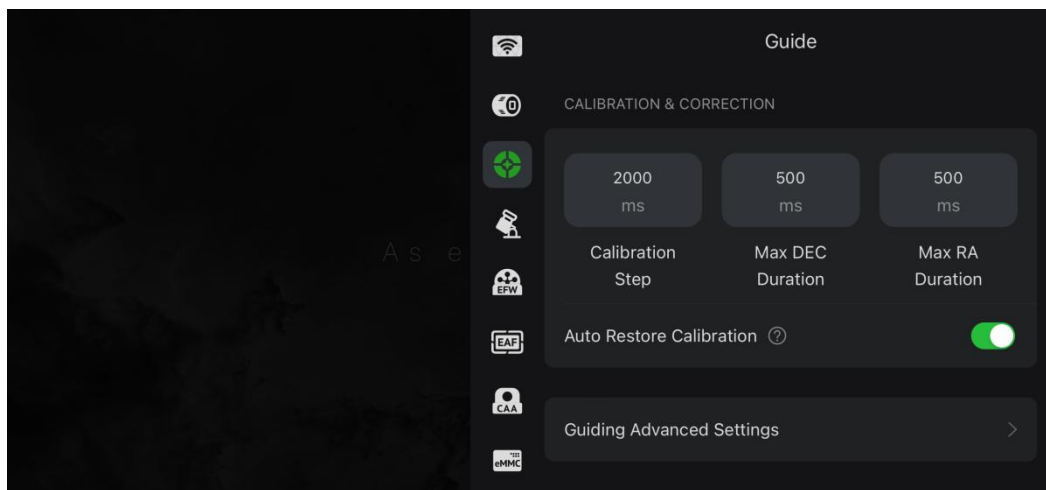 Guide
CALIBRATION & CORRECTION
2000
ms
500
ms
500
ms
Calibration
Step
Max DEC
Duration
Max RA
Duration
As e
Auto Restore Calibration ?
Guiding Advanced Settings
EFW
EAF
CAA
eMMC